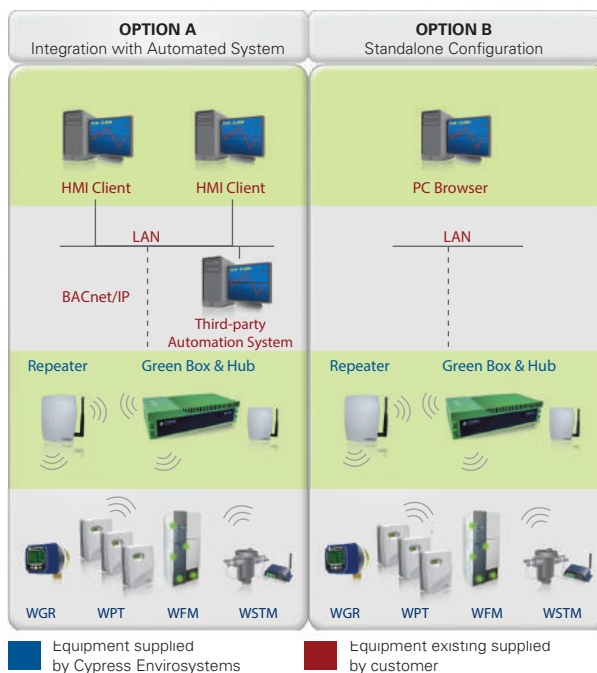 OPTION A
Integration with Automated System
OPTION B
Standalone Configuration
HMI Client
HMI Client
LAN
BACnet/IP
Third-party
Automation System
Repeater
Green Box & Hub
WGR
WPT
WFM
WSTM
PC Browser
LAN
Repeater
Green Box & Hub
WGR
WPT
WFM
WSTM
Equipment supplied
by Cypress Envirosystems
Equipment existing supplied
by customer